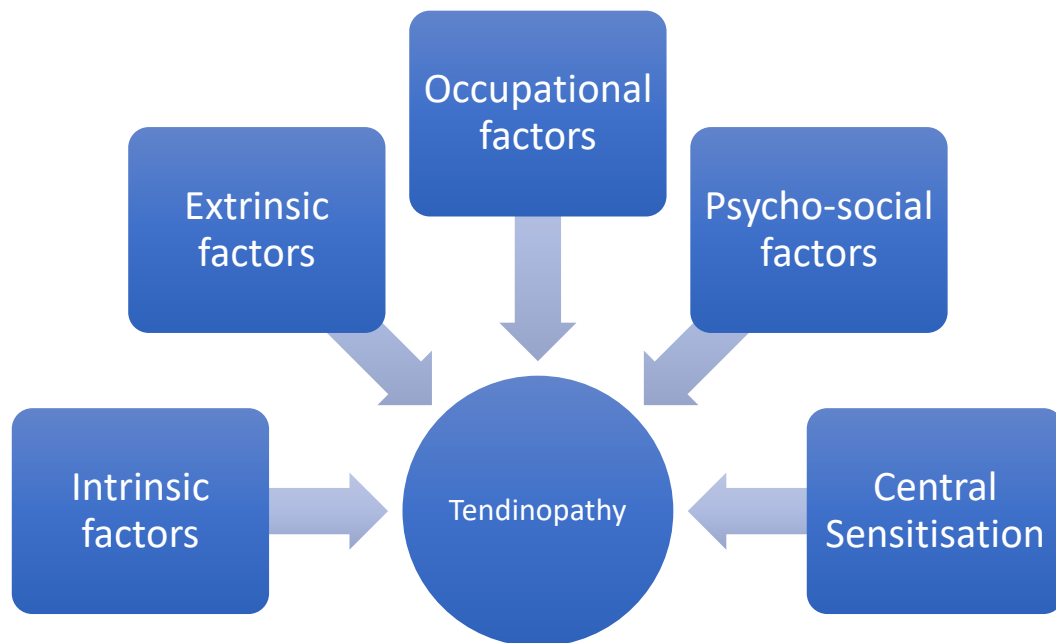 Occupational
factors
Extrinsic
factors
Psycho-social
factors
Intrinsic
factors
Tendinopathy
Central
Sensitisation